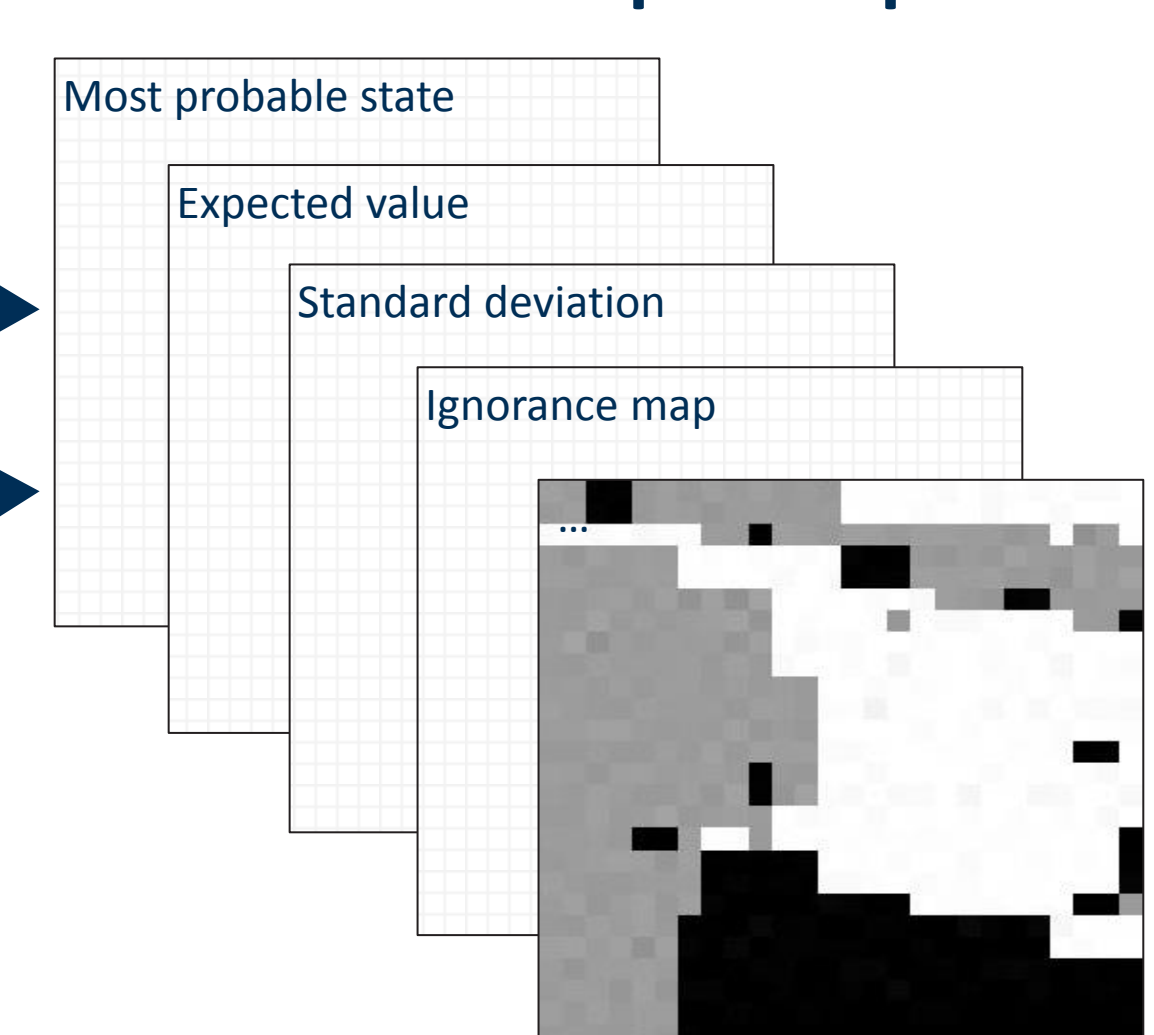 Most probable state
Expected value
Standard deviation
Ignorance map
...